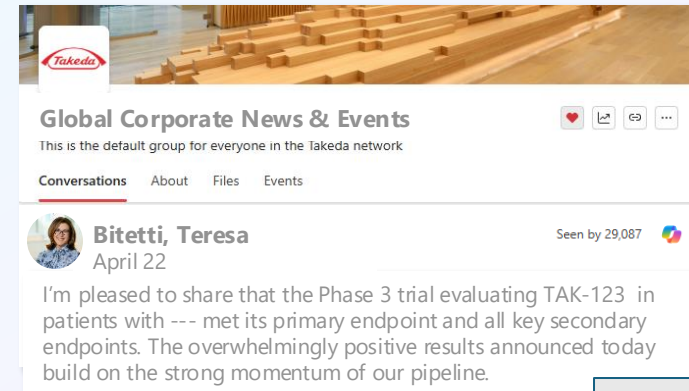 Takeda
Global Corporate News & Events
This is the default group for everyone in the Takeda network
Conversations About Files Events
Bitetti, Teresa
Seen by 29,087
April 22
I'm pleased to share that the Phase 3 trial evaluating TAK-123 in
patients with --- met its primary endpoint and all key secondary
endpoints. The overwhelmingly positive results announced today
build on the strong momentum of our pipeline.